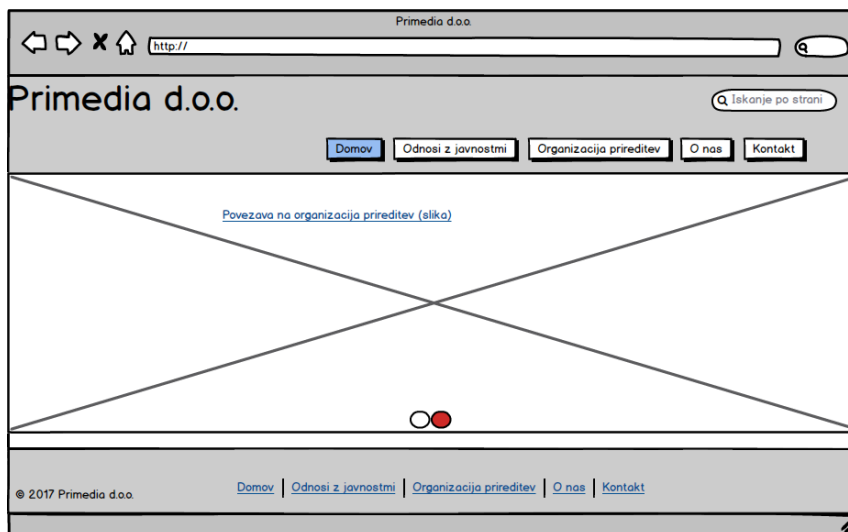 Primedia d.o.o.
http://
Primedia d.o.o.
Iskanje po strani
Domov Odnosi z javnostmi Organizacija prireditev O nas Kontakt
Povezava na organizacija prireditev (slika)
© 2017 Primedia d.o.o. Domov Odnosi z javnostmi Organizacija prireditev O nas Kontakt